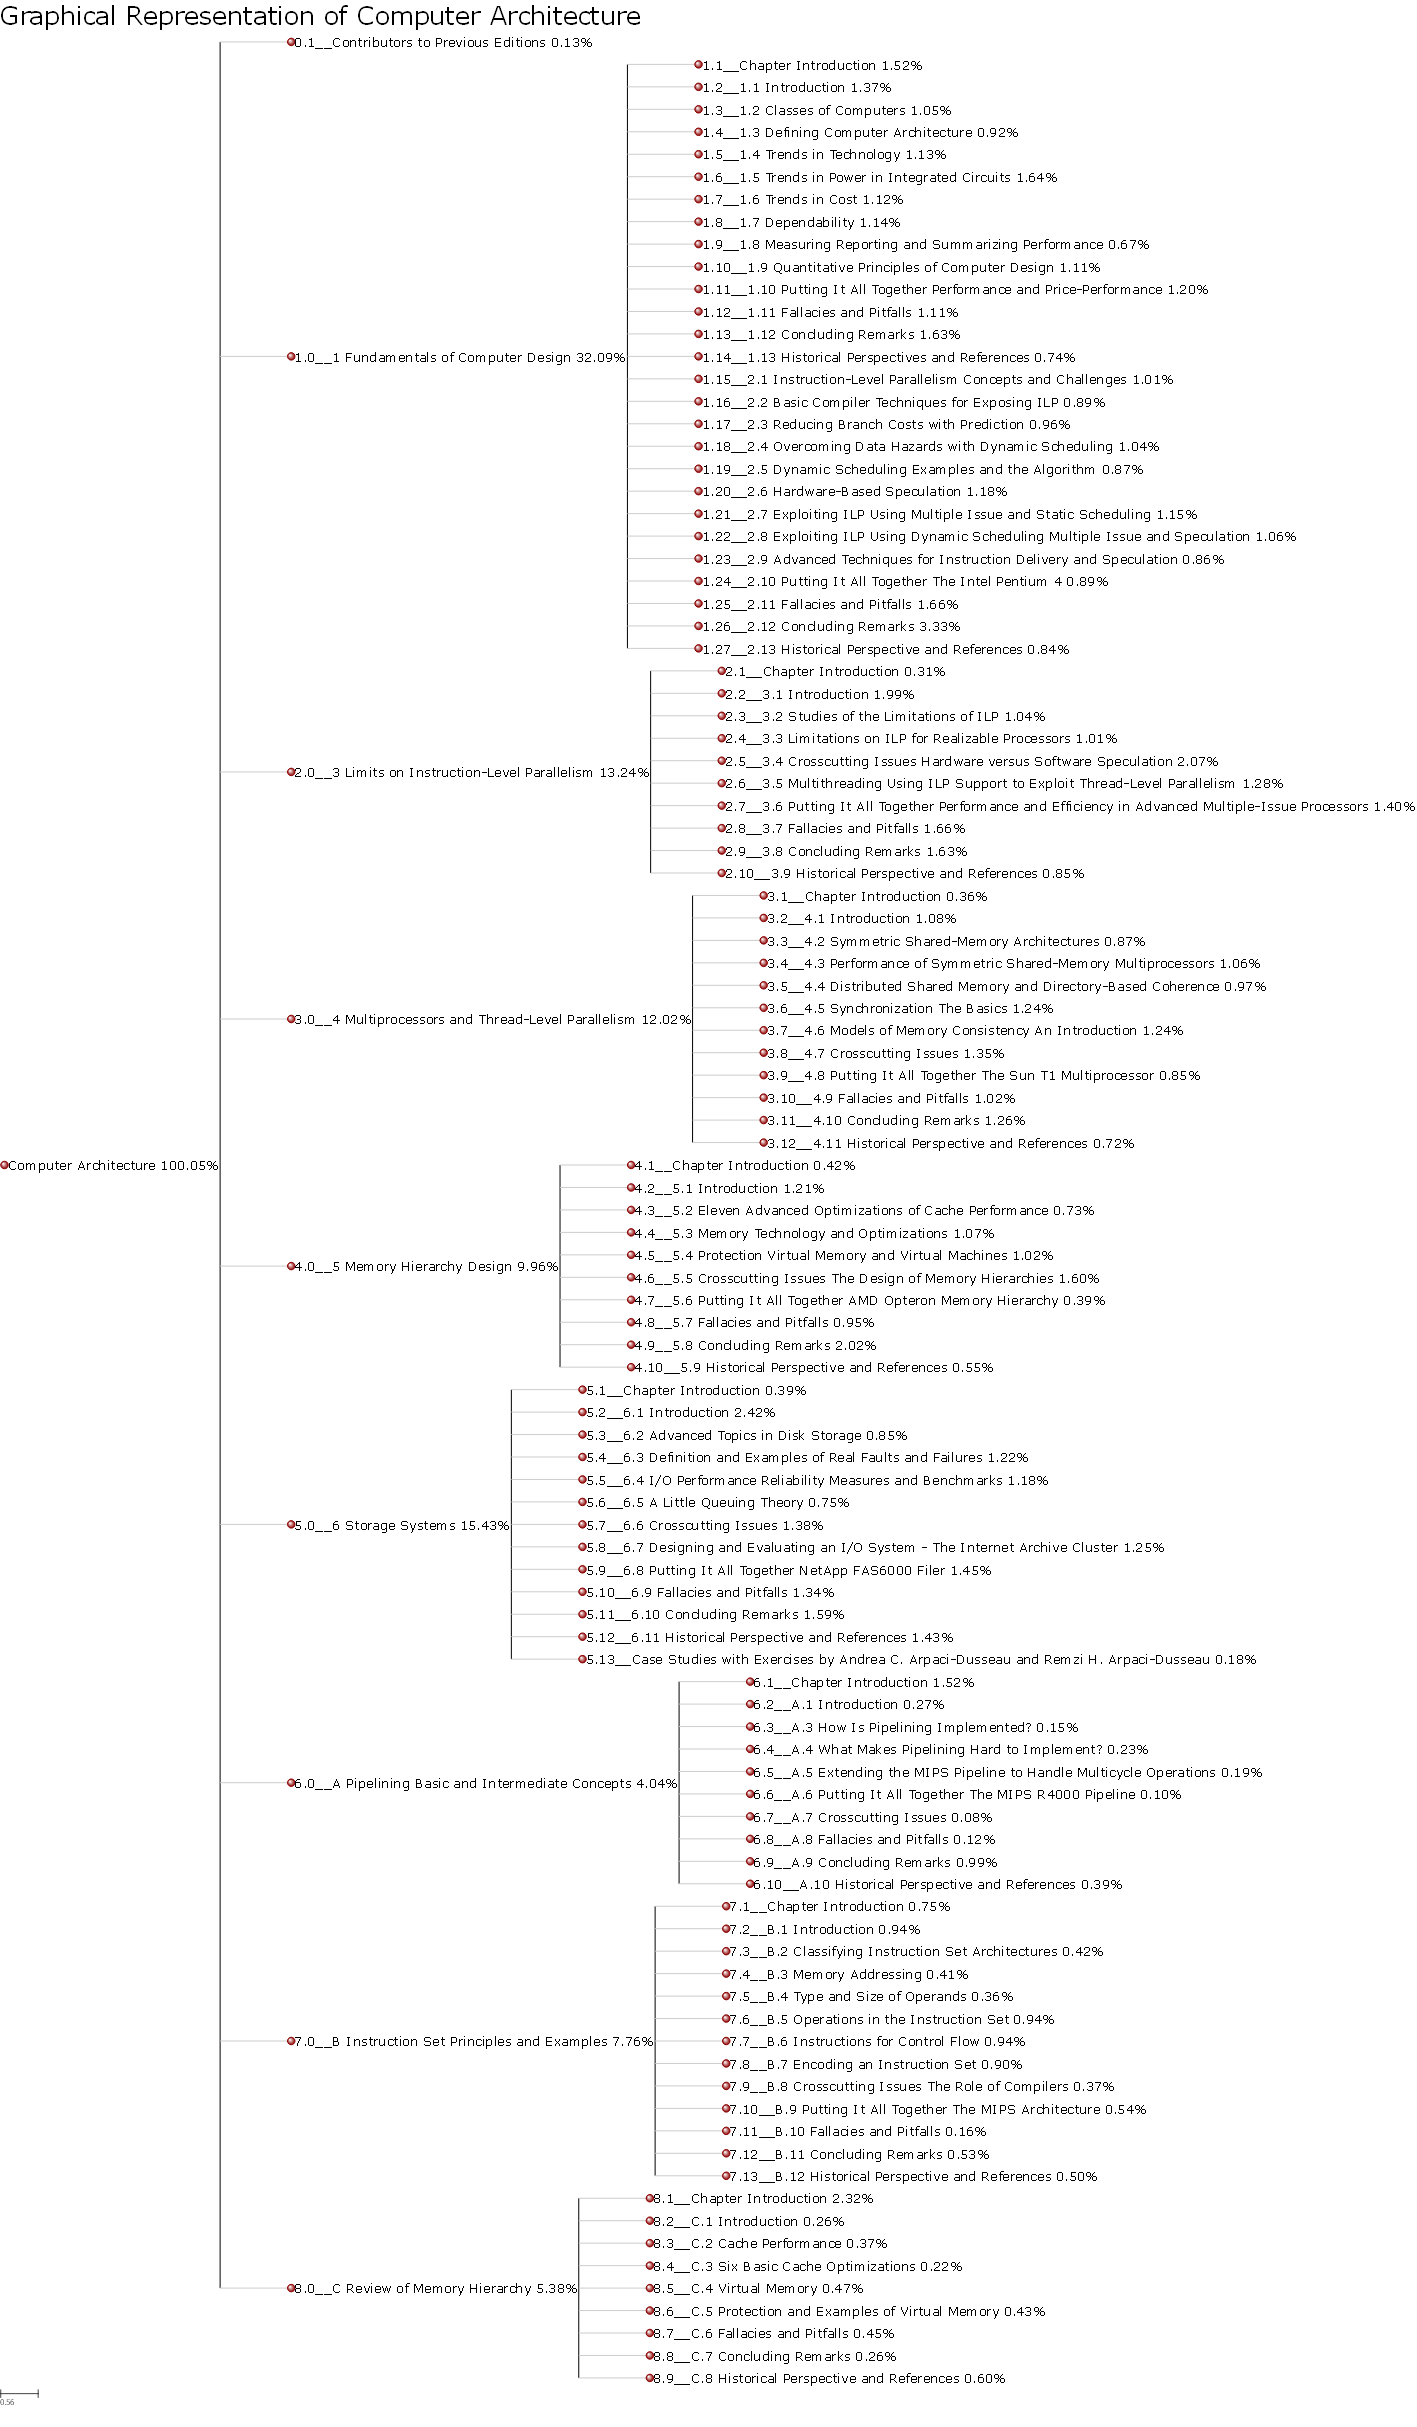 Graphical Representation of Computer Architecture
0.1__Contributors to Previous Editions 0.13%
1.1__Chapter Introduction 1.52%
1.2__1.1 Introduction 1.37%
1.3__1.2 Classes of Computers 1.05%
1.4__1.3 Defining Computer Architecture 0.92%
1.5__1.4 Trends in Technology 1.13%
1.6__1.5 Trends in Power in Integrated Circuits 1.64%
1.7__1.6 Trends in Cost 1.12%
1.8__1.7 Dependability 1.14%
1.9__1.8 Measuring Reporting and Summarizing Performance 0.67%
1.10__1.9 Quantitative Principles of Computer Design 1.11%
1.11__1.10 Putting It All Together Performance and Price-Performance 1.20%
1.12__1.11 Fallacies and Pitfalls 1.11%
1.13__1.12 Concluding Remarks 1.63%
1.0__1 Fundamentals of Computer Design 32.09%
1.14__1.13 Historical Perspectives and References 0.74%
1.15__2.1 Instruction-Level Parallelism Concepts and Challenges 1.01%
1.16__2.2 Basic Compiler Techniques for Exposing ILP 0.89%
1.17__2.3 Reducing Branch Costs with Prediction 0.96%
1.18__2.4 Overcoming Data Hazards with Dynamic Scheduling 1.04%
1.19__2.5 Dynamic Scheduling Examples and the Algorithm 0.87%
1.20__2.6 Hardware-Based Speculation 1.18%
1.21__2.7 Exploiting ILP Using Multiple Issue and Static Scheduling 1.15%
1.22__2.8 Exploiting ILP Using Dynamic Scheduling Multiple Issue and Speculation 1.06%
1.23__2.9 Advanced Techniques for Instruction Delivery and Speculation 0.86%
1.24__2.10 Putting It All Together The Intel Pentium 4 0.89%
1.25__2.11 Fallacies and Pitfalls 1.66%
1.26__2.12 Concluding Remarks 3.33%
1.27__2.13 Historical Perspective and References 0.84%
2.1__Chapter Introduction 0.31%
2.2__3.1 Introduction 1.99%
2.3__3.2 Studies of the Limitations of ILP 1.04%
2.4__3.3 Limitations on ILP for Realizable Processors 1.01%
2.5__3.4 Crosscutting Issues Hardware versus Software Speculation 2.07%
2.0__3 Limits on Instruction-Level Parallelism 13.24%
2.6__3.5 Multithreading Using ILP Support to Exploit Thread-Level Parallelism 1.28%
2.7__3.6 Putting It All Together Performance and Efficiency in Advanced Multiple-Issue Processors 1.40%
2.8__3.7 Fallacies and Pitfalls 1.66%
2.9__3.8 Concluding Remarks 1.63%
2.10__3.9 Historical Perspective and References 0.85%
3.1__Chapter Introduction 0.36%
3.2__4.1 Introduction 1.08%
3.3__4.2 Symmetric Shared-Memory Architectures 0.87%
3.4__4.3 Performance of Symmetric Shared-Memory Multiprocessors 1.06%
3.5__4.4 Distributed Shared Memory and Directory-Based Coherence 0.97%
3.6__4.5 Synchronization The Basics 1.24%
3.0__4 Multiprocessors and Thread-Level Parallelism 12.02%
3.7__4.6 Models of Memory Consistency An Introduction 1.24%
3.8__4.7 Crosscutting Issues 1.35%
3.9__4.8 Putting It All Together The Sun T1 Multiprocessor 0.85%
3.10__4.9 Fallacies and Pitfalls 1.02%
3.11__4.10 Concluding Remarks 1.26%
3.12__4.11 Historical Perspective and References 0.72%
Computer Architecture 100.05%
4.1__Chapter Introduction 0.42%
4.2__5.1 Introduction 1.21%
4.3__5.2 Eleven Advanced Optimizations of Cache Performance 0.73%
4.4__5.3 Memory Technology and Optimizations 1.07%
4.5__5.4 Protection Virtual Memory and Virtual Machines 1.02%
4.0__5 Memory Hierarchy Design 9.96%
4.6__5.5 Crosscutting Issues The Design of Memory Hierarchies 1.60%
4.7__5.6 Putting It All Together AMD Opteron Memory Hierarchy 0.39%
4.8__5.7 Fallacies and Pitfalls 0.95%
4.9__5.8 Concluding Remarks 2.02%
4.10__5.9 Historical Perspective and References 0.55%
5.1__Chapter Introduction 0.39%
5.2__6.1 Introduction 2.42%
5.3__6.2 Advanced Topics in Disk Storage 0.85%
5.4__6.3 Definition and Examples of Real Faults and Failures 1.22%
5.5__6.4 I/O Performance Reliability Measures and Benchmarks 1.18%
5.6__6.5 A Little Queuing Theory 0.75%
5.0__6 Storage Systems 15.43%
5.7__6.6 Crosscutting Issues 1.38%
5.8__6.7 Designing and Evaluating an I/O System - The Internet Archive Cluster 1.25%
5.9__6.8 Putting It All Together NetApp FAS6000 Filer 1.45%
5.10__6.9 Fallacies and Pitfalls 1.34%
5.11__6.10 Concluding Remarks 1.59%
5.12__6.11 Historical Perspective and References 1.43%
5.13__Case Studies with Exercises by Andrea C. Arpaci-Dusseau and Remzi H. Arpaci-Dusseau 0.18%
6.1__Chapter Introduction 1.52%
6.2__A.1 Introduction 0.27%
6.3__A.3 How Is Pipelining Implemented? 0.15%
6.4__A.4 What Makes Pipelining Hard to Implement? 0.23%
6.5__A.5 Extending the MIPS Pipeline to Handle Multicycle Operations 0.19%
6.0__A Pipelining Basic and Intermediate Concepts 4.04%
6.6__A.6 Putting It All Together The MIPS R4000 Pipeline 0.10%
6.7__A.7 Crosscutting Issues 0.08%
6.8__A.8 Fallacies and Pitfalls 0.12%
6.9__A.9 Concluding Remarks 0.99%
6.10__A.10 Historical Perspective and References 0.39%
7.1__Chapter Introduction 0.75%
7.2__B.1 Introduction 0.94%
7.3__B.2 Classifying Instruction Set Architectures 0.42%
7.4__B.3 Memory Addressing 0.41%
7.5__B.4 Type and Size of Operands 0.36%
7.6__B.5 Operations in the Instruction Set 0.94%
7.0__B Instruction Set Principles and Examples 7.76%
7.7__B.6 Instructions for Control Flow 0.94%
7.8__B.7 Encoding an Instruction Set 0.90%
7.9__B.8 Crosscutting Issues The Role of Compilers 0.37%
7.10__B.9 Putting It All Together The MIPS Architecture 0.54%
7.11__B.10 Fallacies and Pitfalls 0.16%
7.12__B.11 Concluding Remarks 0.53%
7.13__B.12 Historical Perspective and References 0.50%
8.1__Chapter Introduction 2.32%
8.2__C.1 Introduction 0.26%
8.3__C.2 Cache Performance 0.37%
8.4__C.3 Six Basic Cache Optimizations 0.22%
8.0__C Review of Memory Hierarchy 5.38%
8.5__C.4 Virtual Memory 0.47%
8.6__C.5 Protection and Examples of Virtual Memory 0.43%
8.7__C.6 Fallacies and Pitfalls 0.45%
8.8__C.7 Concluding Remarks 0.26%
8.9__C.8 Historical Perspective and References 0.60%
0.56